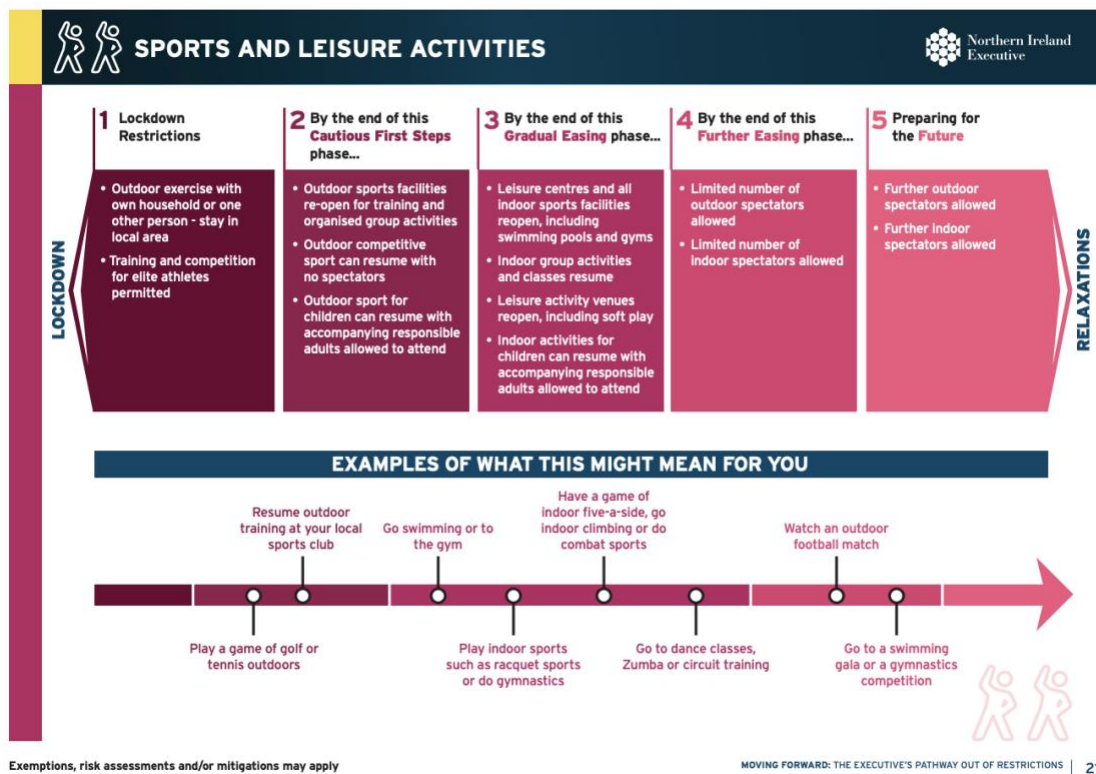 SPORTS AND LEISURE ACTIVITIES
Northern Ireland
Executive
LOCKDOWN
1 Lockdown
Restrictions
• Outdoor exercise with
own household or one
other person - stay in
local area
• Training and competition
for elite athletes
permitted
2 By the end of this
Cautious First Steps
phase...
• Outdoor sports facilities
re-open for training and
organised group activities
• Outdoor competitive
sport can resume with
no spectators
• Outdoor sport for
children can resume with
accompanying responsible
adults allowed to attend
3 By the end of this
Gradual Easing phase...
• Leisure centres and all
indoor sports facilities
reopen, including
swimming pools and gyms
• Indoor group activities
and classes resume
• Leisure activity venues
reopen, including soft play
• Indoor activities for
children can resume with
accompanying responsible
adults allowed to attend
4 By the end of this
Further Easing phase...
• Limited number of
outdoor spectators
allowed
• Limited number of
indoor spectators allowed
5 Preparing for
the Future
• Further outdoor
spectators allowed
• Further indoor
spectators allowed
RELAXATIONS
EXAMPLES OF WHAT THIS MIGHT MEAN FOR YOU
Resume outdoor
training at your local
sports club
Go swimming or to
the gym
Have a game of
indoor five-a-side, go
indoor climbing or do
combat sports
Watch an outdoor
football match
Play a game of golf or
tennis outdoors
Play indoor sports
such as racquet sports
or do gymnastics
Go to dance classes,
Zumba or circuit training
Go to a swimming
gala or a gymnastics
competition
Exemptions, risk assessments and/or mitigations may apply
MOVING FORWARD: THE EXECUTIVE'S PATHWAY OUT OF RESTRICTIONS |